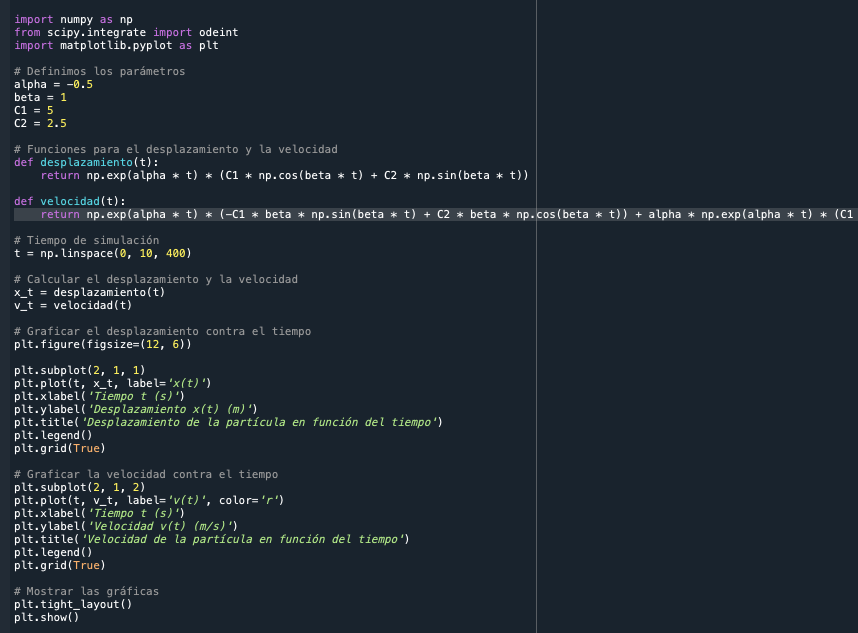 import numpy as np
from scipy.integrate import odeint
import matplotlib.pyplot as plt
# Definimos los parámetros
alpha = -0.5
beta = 1
C1 = 5
C2 = 2.5
# Funciones para el desplazamiento y la velocidad
def desplazamiento(t):
    return np.exp(alpha * t) * (C1 * np.cos(beta * t) + C2 * np.sin(beta * t))
def velocidad(t):
    return np.exp(alpha * t) * (-C1 * beta * np.sin(beta * t) + C2 * beta * np.cos(beta * t)) + alpha * np.exp(alpha * t) * (C1
# Tiempo de simulación
t = np.linspace(0, 10, 400)
# Calcular el desplazamiento y la velocidad
x_t = desplazamiento(t)
v_t = velocidad(t)
# Graficar el desplazamiento contra el tiempo
plt.figure(figsize=(12, 6))
plt.subplot(2, 1, 1)
plt.plot(t, x_t, label='x(t)')
plt.xlabel('Tiempo t (s)')
plt.ylabel('Desplazamiento x(t) (m)')
plt.title('Desplazamiento de la partícula en función del tiempo')
plt.legend()
plt.grid(True)
# Graficar la velocidad contra el tiempo
plt.subplot(2, 1, 2)
plt.plot(t, v_t, label='v(t)', color='r')
plt.xlabel('Tiempo t (s)')
plt.ylabel('Velocidad v(t) (m/s)')
plt.title('Velocidad de la partícula en función del tiempo')
plt.legend()
plt.grid(True)
# Mostrar las gráficas
plt.tight_layout()
plt.show()